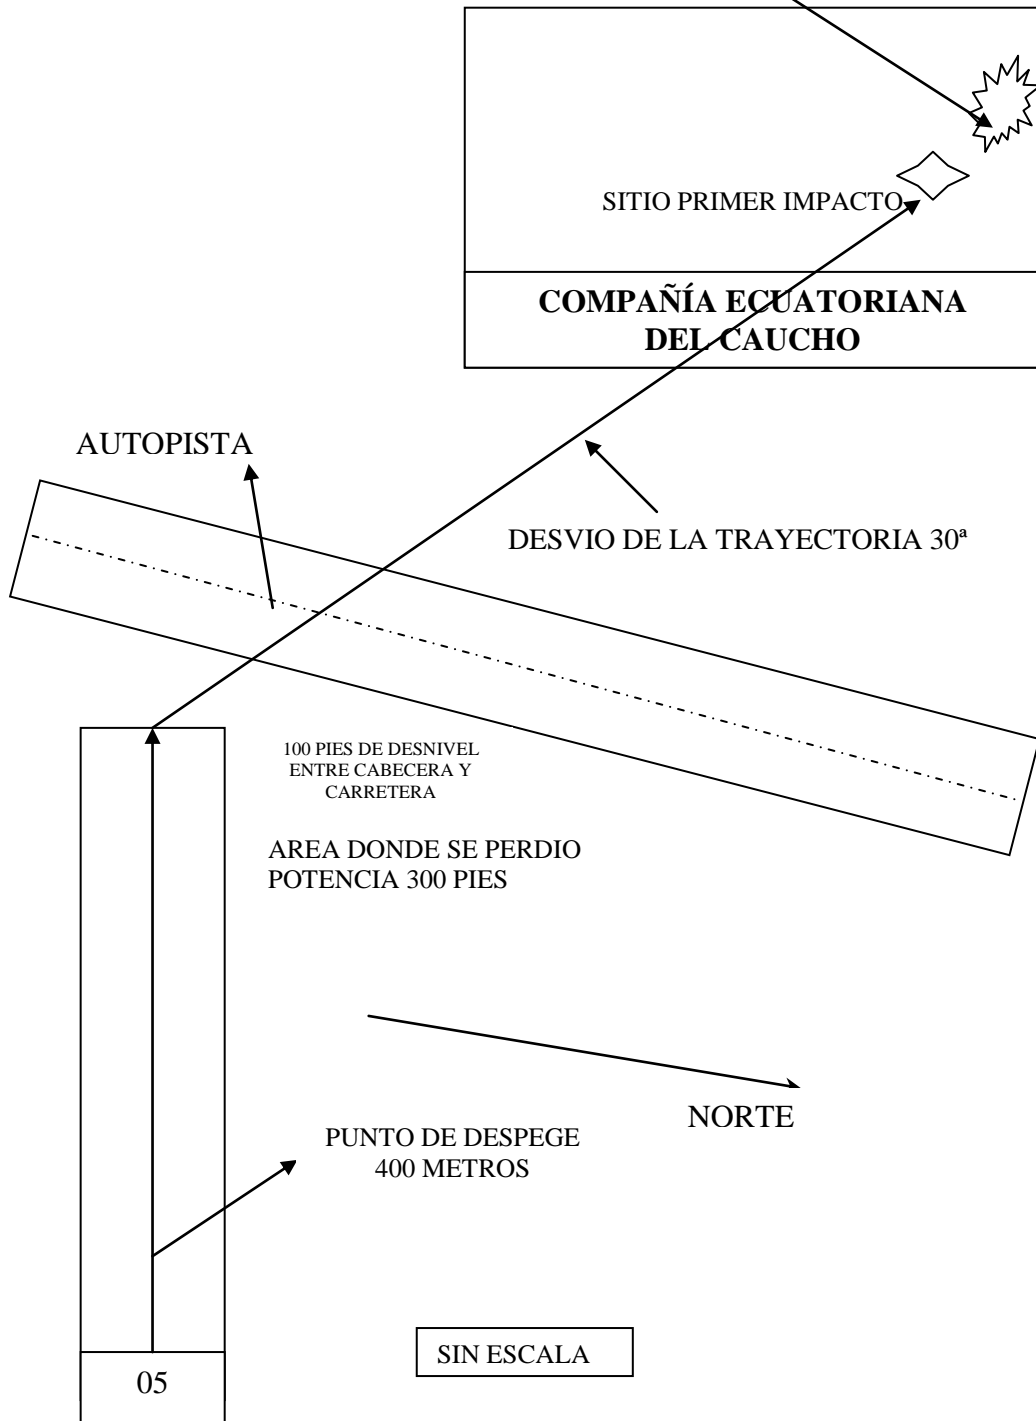 SITIO PRIMER IMPACTO
COMPAÑÍA ECUATORIANA
DEL CAUCHO
AUTOPISTA
DESVIO DE LA TRAYECTORIA 30ª
100 PIES DE DESNIVEL
ENTRE CABECERA Y
CARRETERA
AREA DONDE SE PERDIO
POTENCIA 300 PIES
NORTE
PUNTO DE DESPEGE
400 METROS
SIN ESCALA
05